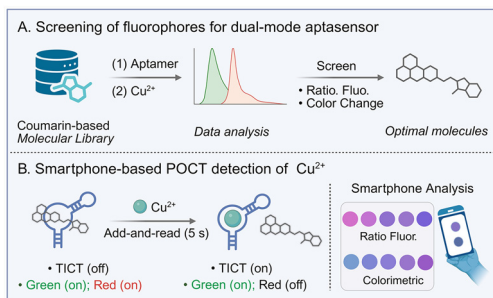 A. Screening of fluorophores for dual-mode aptasensor
(1) Aptamer
(2) Cu²⁺
Screen
• Ratio. Fluo.
• Color Change
Coumarin-based
Molecular Library
Data analysis
Optimal molecules
B. Smartphone-based POCT detection of Cu²⁺
Cu²⁺
Add-and-read (5 s)
• TICT (off)
• Green (on); Red (on)
• TICT (on)
Green (on); Red (off)
Smartphone Analysis
Ratio Fluor.
Colorimetric